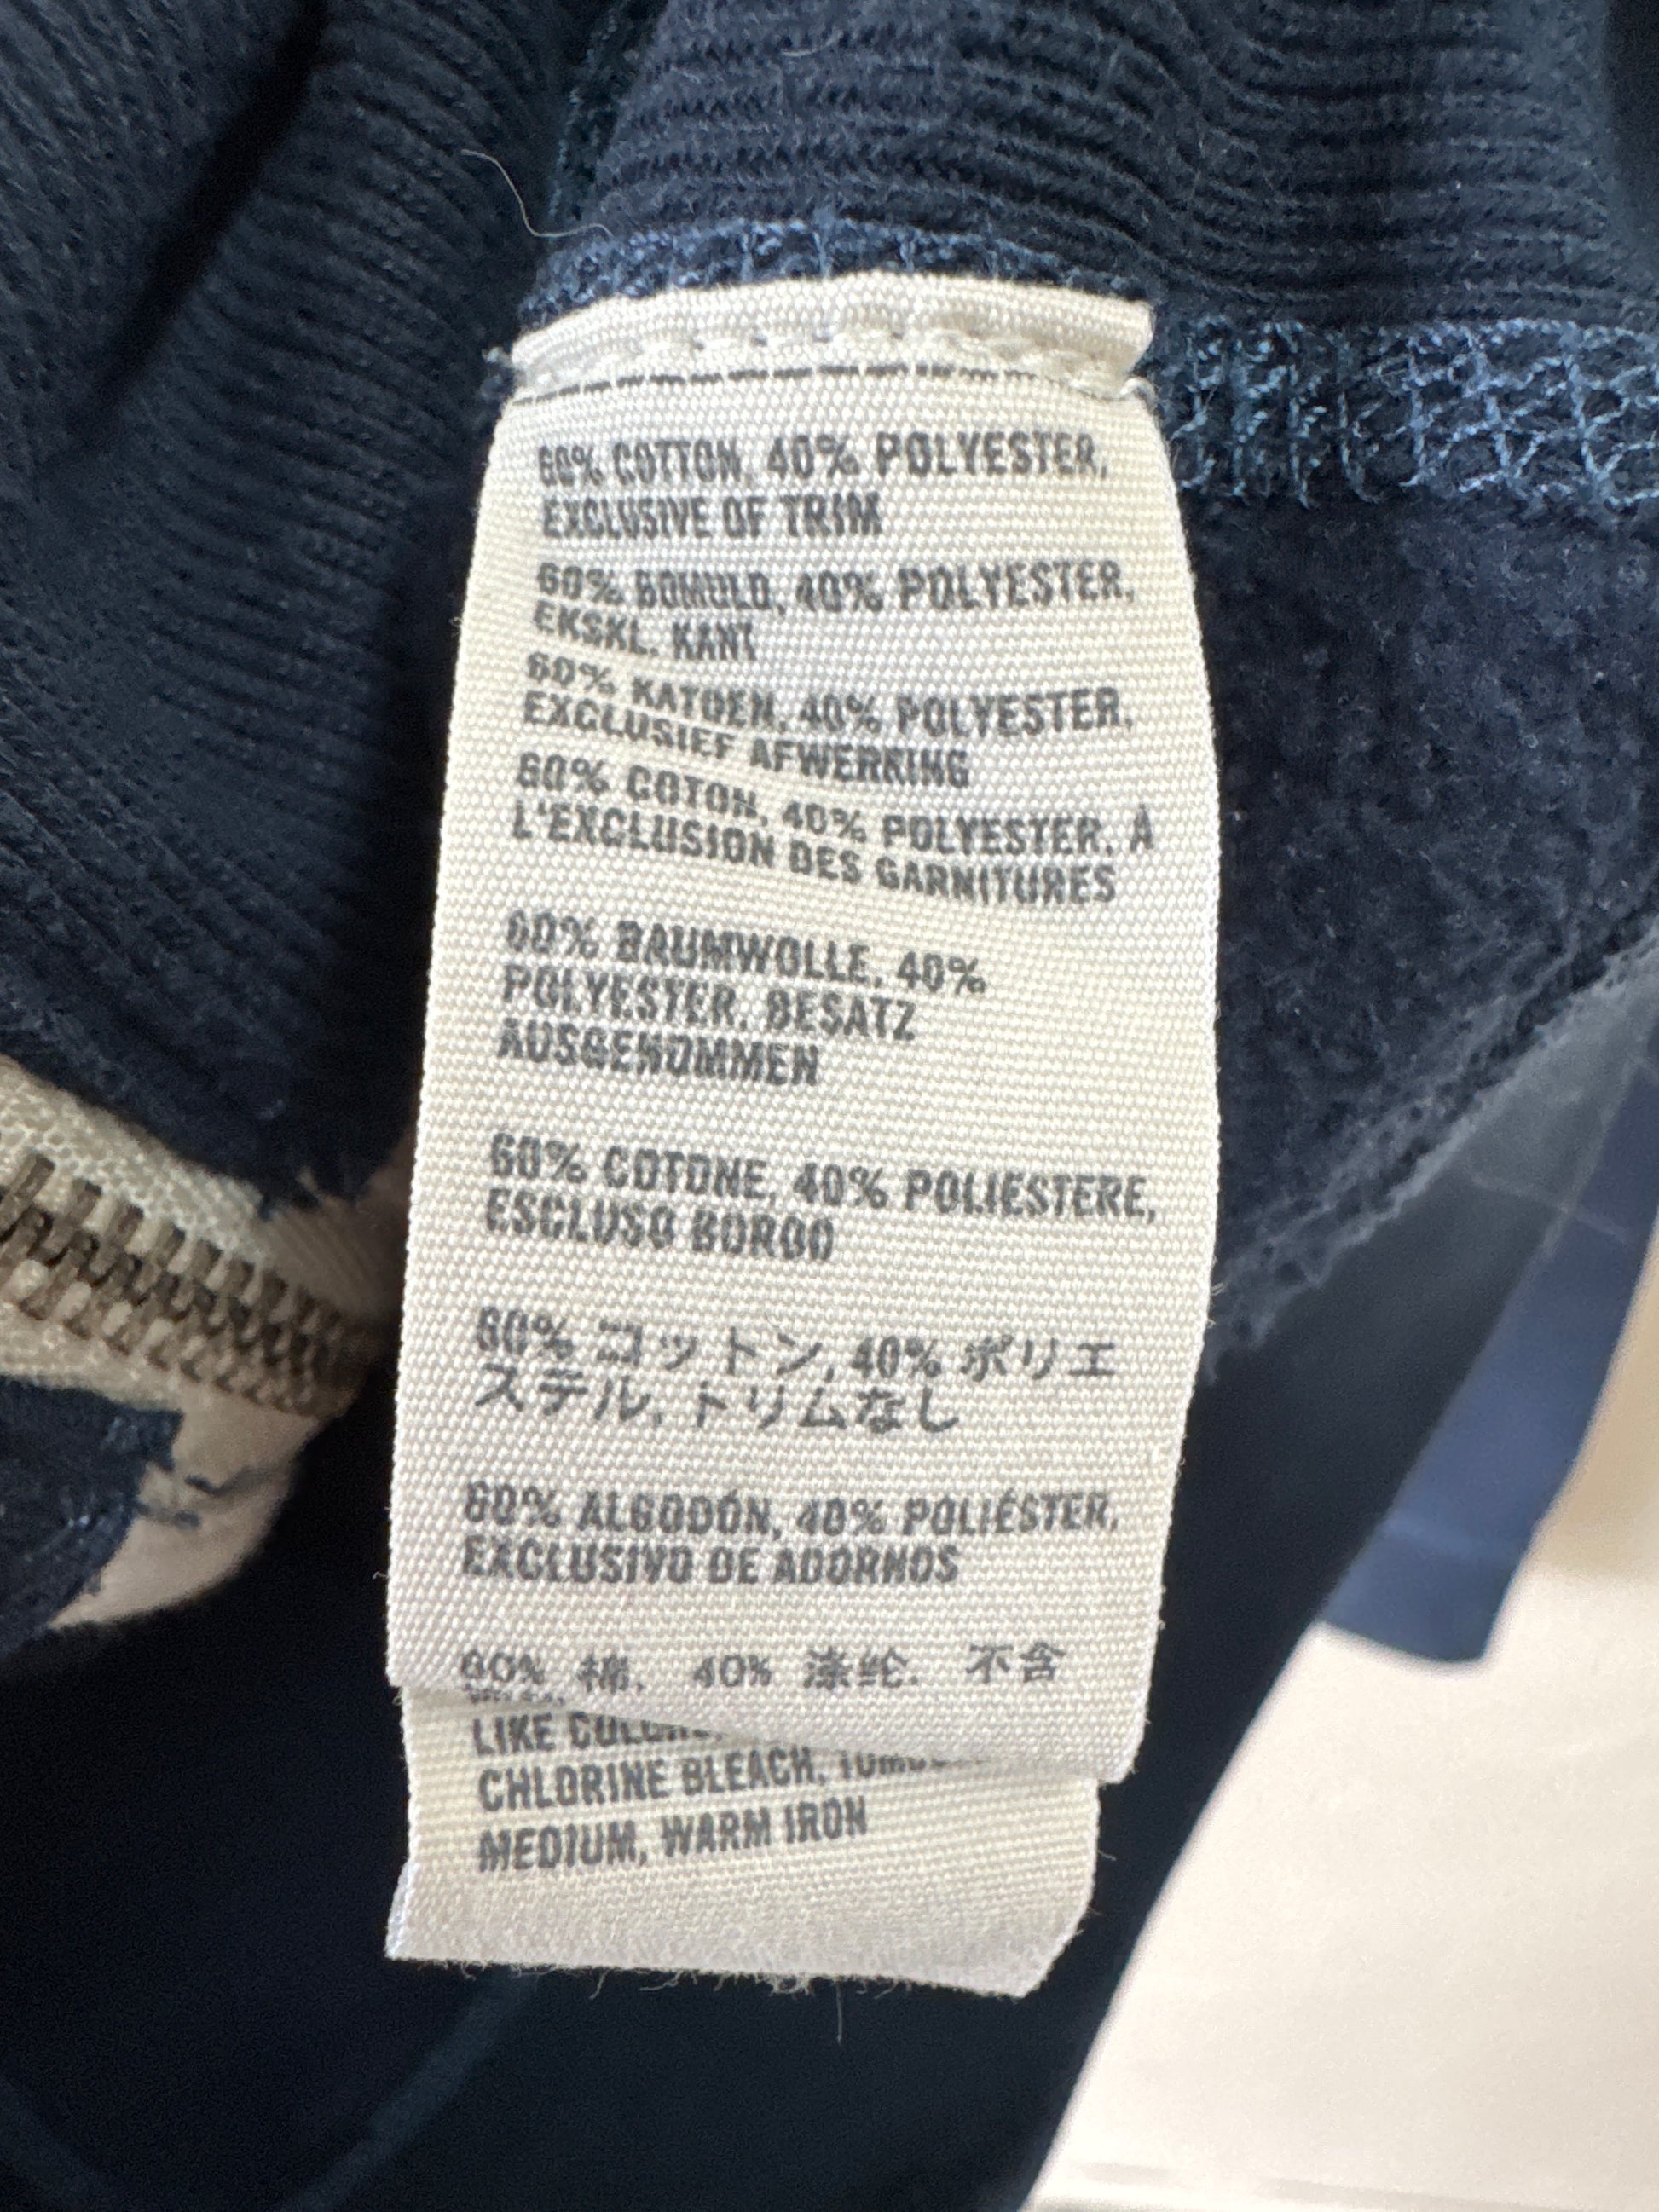 60% COTTON, 40% POLYESTER,
EXCLUSIVE OF TRIM
60% BOMULD, 40% POLYESTER,
EKSKL. KANT
60% KATOEN, 40% POLYESTER,
EXCLUSIEF AFWERKING
60% COTON, 40% POLYESTER, À
L'EXCLUSION DES GARNITURES
60% BAUMWOLLE, 40%
POLYESTER, BESATZ
AUSGENOMMEN
60% COTONE, 40% POLIESTERE,
ESCLUSO BORDO
60% コットン, 40% ポリエ
ステル, トリムなし
60% ALGODÓN, 40% POLIÉSTER,
EXCLUSIVO DE ADORNOS
60% 棉, 40% 涤纶. 不含
LIKE
CHLORINE BLEACH,
MEDIUM, WARM IRON